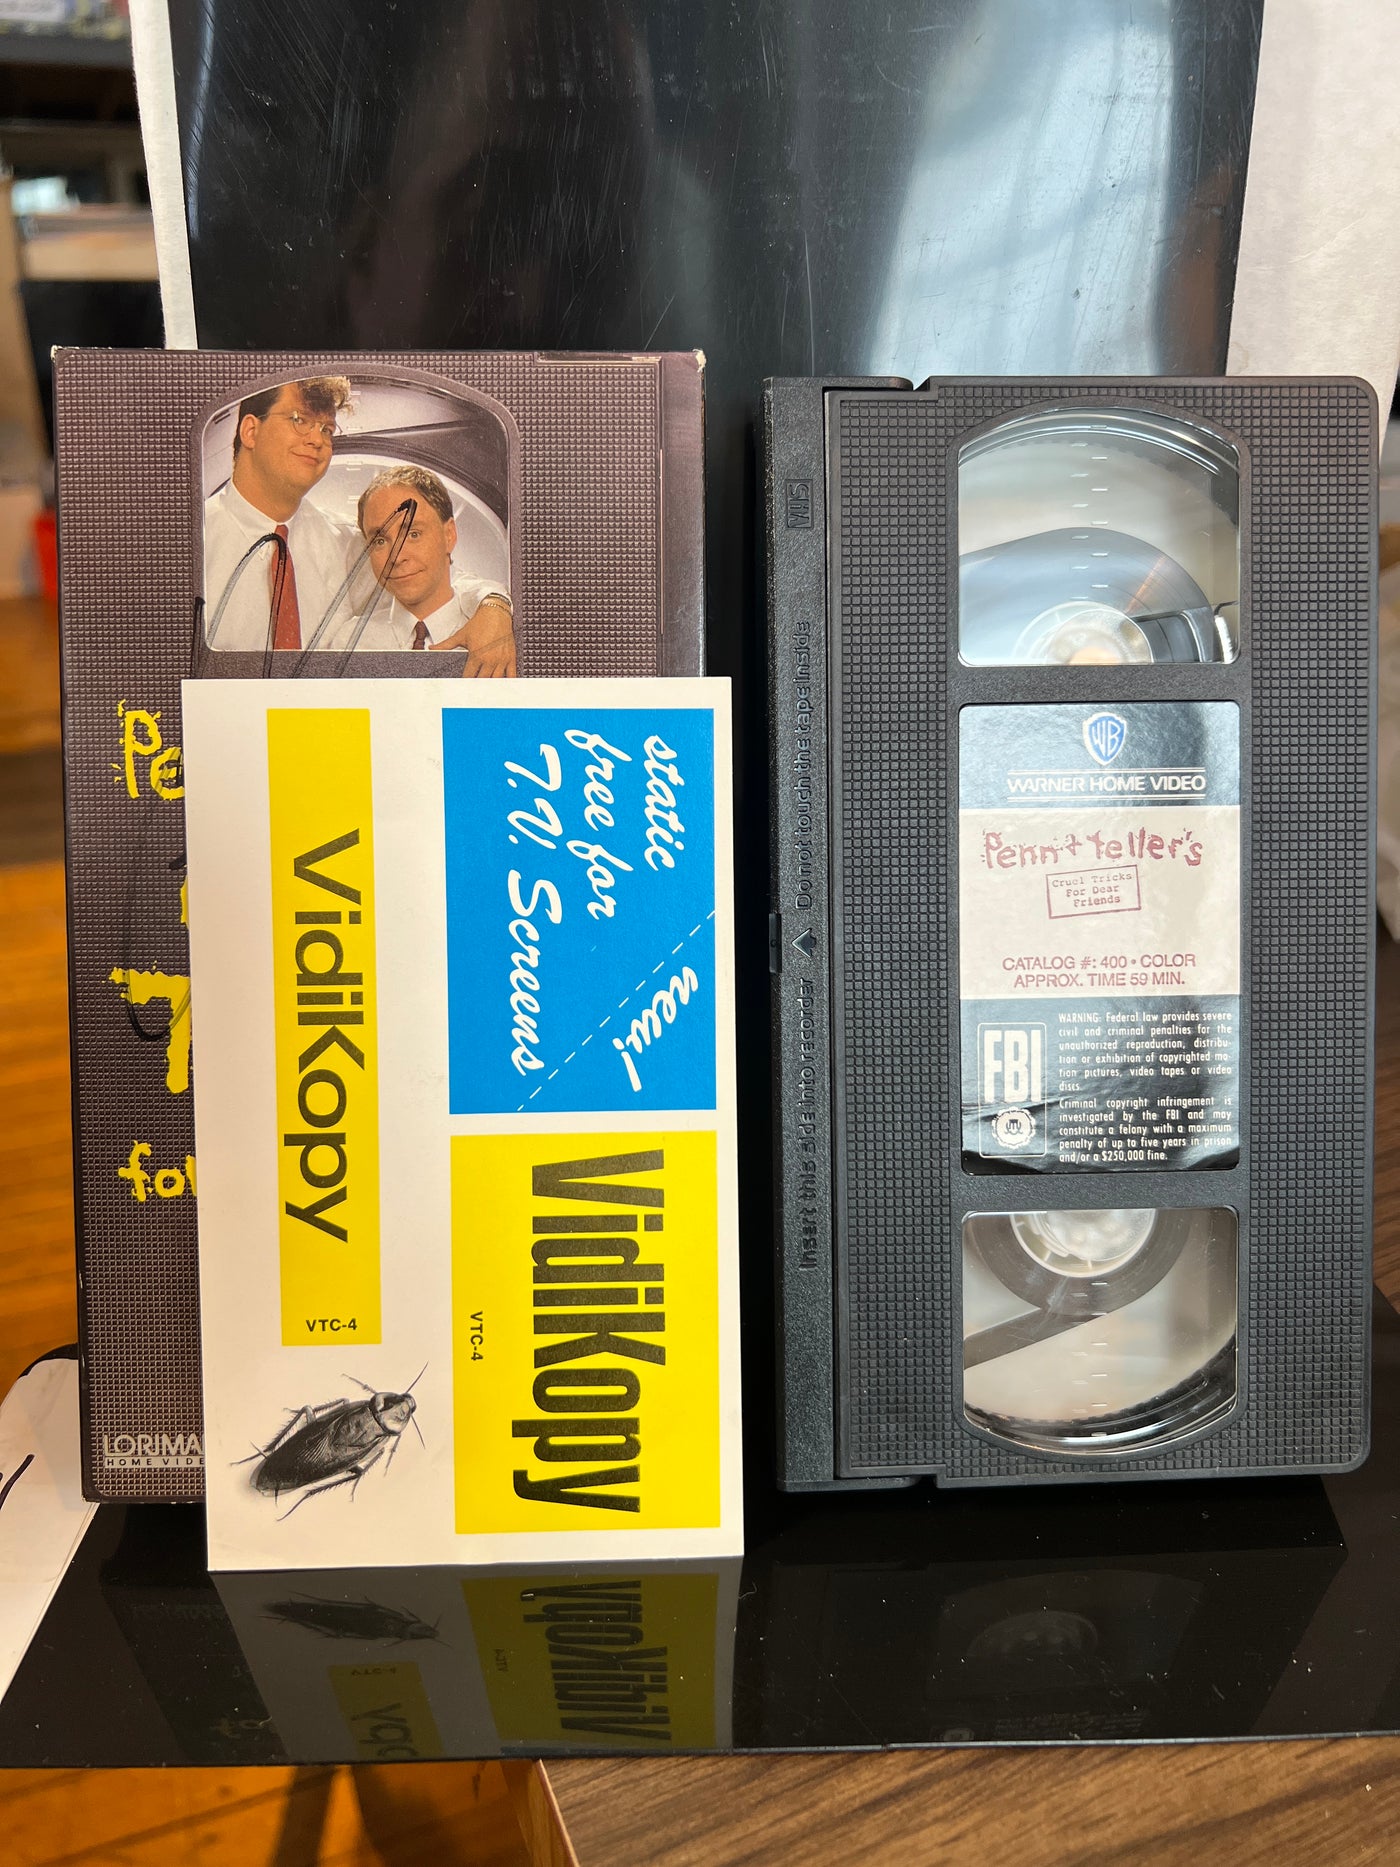 Pe
T
for
LORIMA
HOME VIDE
static
free for
T.V. Screens
new!
VidiKopy
VTC-4
VidiKopy
VTC-4
VHS
Do not touch the tape inside
Insert this side into recorder
WB
WARNER HOME VIDEO
Penn & Teller's
Cruel Tricks
For Dear
Friends
CATALOG #: 400 • COLOR
APPROX. TIME 59 MIN.
FBI
WARNING: Federal law provides severe
civil and criminal penalties for the
unauthorized reproduction, distribu-
tion or exhibition of copyrighted mo-
tion pictures, video tapes or video
discs.
Criminal copyright infringement is
investigated by the FBI and may
constitute a felony with a maximum
penalty of up to five years in prison
and/or a $250,000 fine.